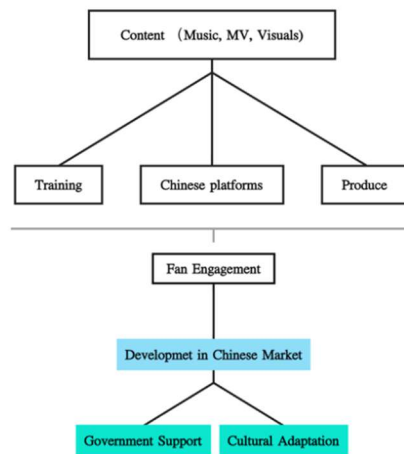 Content （Music, MV, Visuals)
Training
Chinese platforms
Produce
Fan Engagement
Developmet in Chinese Market
Government Support
Cultural Adaptation